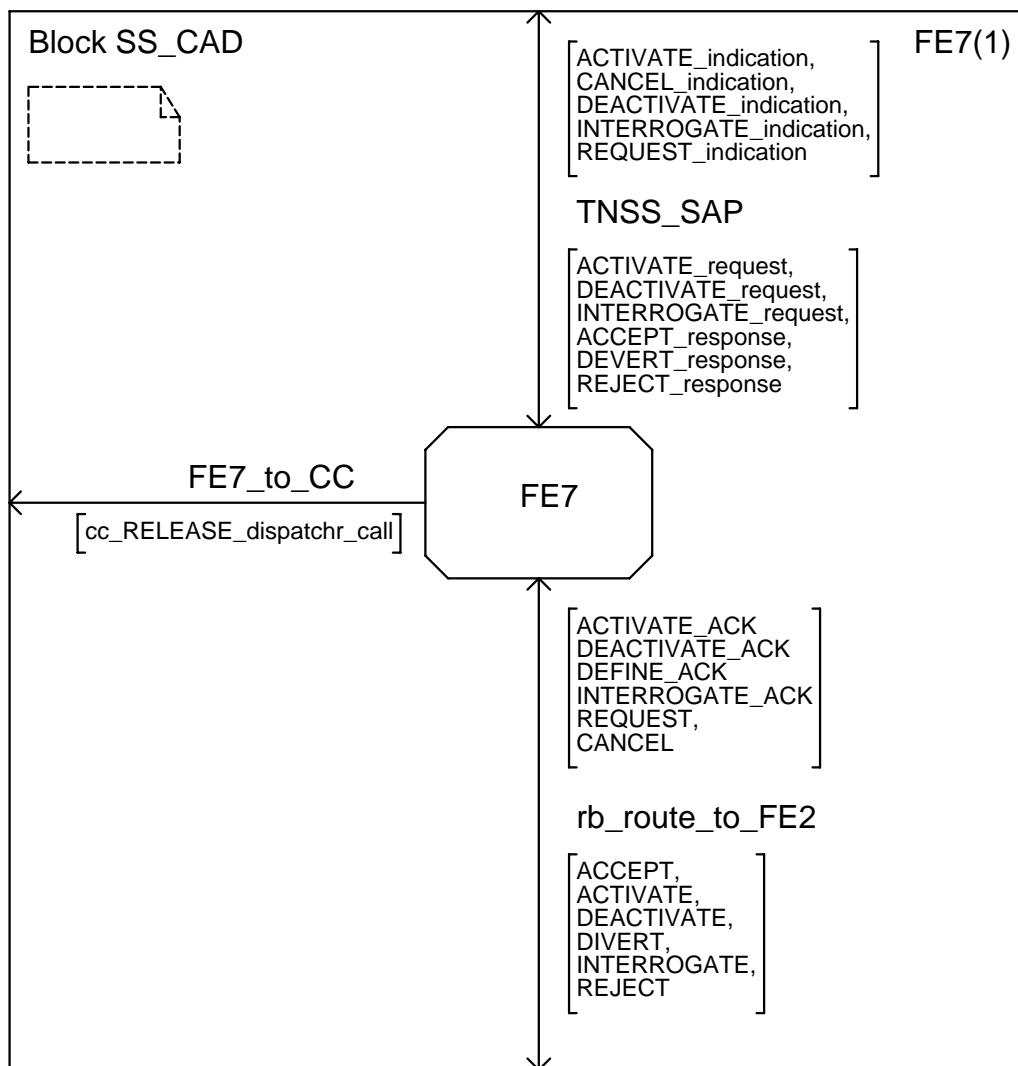 Block SS_CAD
FE7(1)
ACTIVATE_indication,
CANCEL_indication,
DEACTIVATE_indication,
INTERROGATE_indication,
REQUEST_indication
TNSS_SAP
ACTIVATE_request,
DEACTIVATE_request,
INTERROGATE_request,
ACCEPT_response,
DEVERT_response,
REJECT_response
FE7_to_CC
FE7
cc_RELEASE_dispatchr_call
ACTIVATE_ACK
DEACTIVATE_ACK
DEFINE_ACK
INTERROGATE_ACK
REQUEST,
CANCEL
rb_route_to_FE2
ACCEPT,
ACTIVATE,
DEACTIVATE,
DIVERT,
INTERROGATE,
REJECT